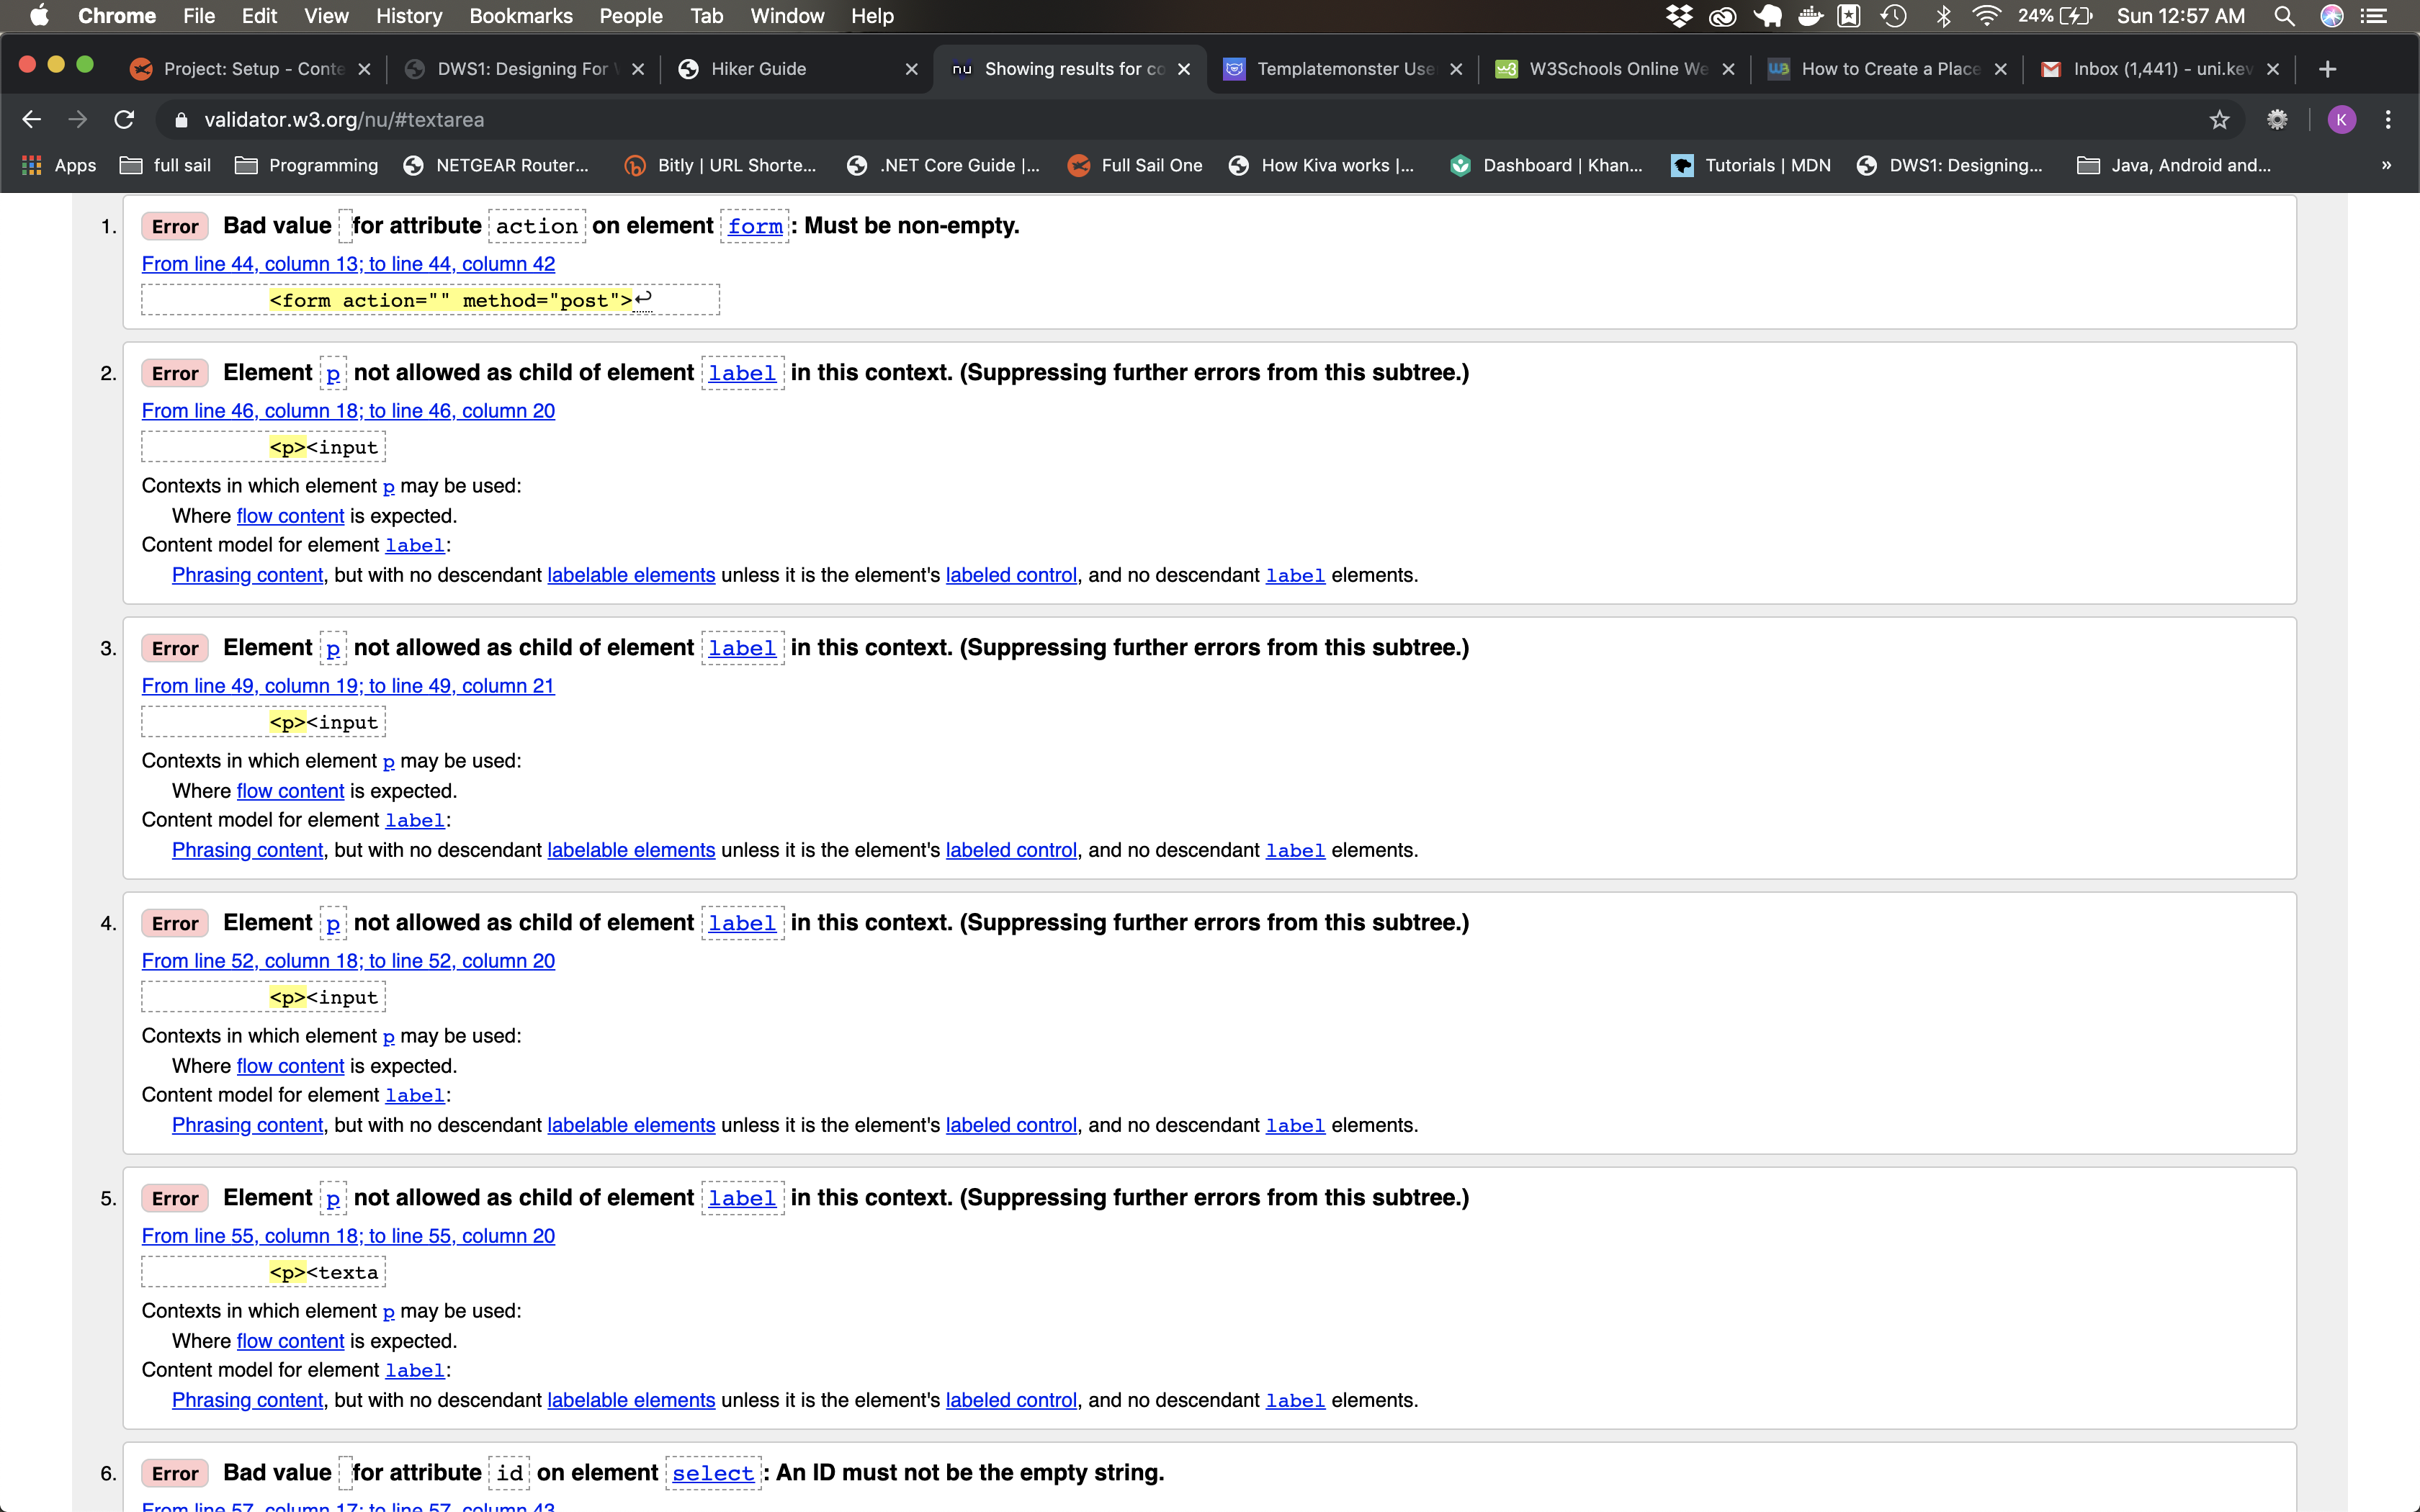 Chrome File Edit View History Bookmarks People Tab Window Help 24% Sun 12:57 AM
Project: Setup - Conte DWS1: Designing For Hiker Guide nu Showing results for co Templatemonster Use W3Schools Online We How to Create a Place Inbox (1,441) - uni.kev
validator.w3.org/nu/#textarea K
Apps full sail Programming NETGEAR Router... Bitly | URL Shorte... .NET Core Guide |... Full Sail One How Kiva works |... Dashboard | Khan... Tutorials | MDN DWS1: Designing... Java, Android and... »
1. Error Bad value for attribute action on element form: Must be non-empty.
From line 44, column 13; to line 44, column 42
<form action="" method="post">↩
2. Error Element p not allowed as child of element label in this context. (Suppressing further errors from this subtree.)
From line 46, column 18; to line 46, column 20
<p><input
Contexts in which element p may be used:
Where flow content is expected.
Content model for element label:
Phrasing content, but with no descendant labelable elements unless it is the element's labeled control, and no descendant label elements.
3. Error Element p not allowed as child of element label in this context. (Suppressing further errors from this subtree.)
From line 49, column 19; to line 49, column 21
<p><input
Contexts in which element p may be used:
Where flow content is expected.
Content model for element label:
Phrasing content, but with no descendant labelable elements unless it is the element's labeled control, and no descendant label elements.
4. Error Element p not allowed as child of element label in this context. (Suppressing further errors from this subtree.)
From line 52, column 18; to line 52, column 20
<p><input
Contexts in which element p may be used:
Where flow content is expected.
Content model for element label:
Phrasing content, but with no descendant labelable elements unless it is the element's labeled control, and no descendant label elements.
5. Error Element p not allowed as child of element label in this context. (Suppressing further errors from this subtree.)
From line 55, column 18; to line 55, column 20
<p><texta
Contexts in which element p may be used:
Where flow content is expected.
Content model for element label:
Phrasing content, but with no descendant labelable elements unless it is the element's labeled control, and no descendant label elements.
6. Error Bad value for attribute id on element select: An ID must not be the empty string.
From line 57, column 17; to line 57, column 43